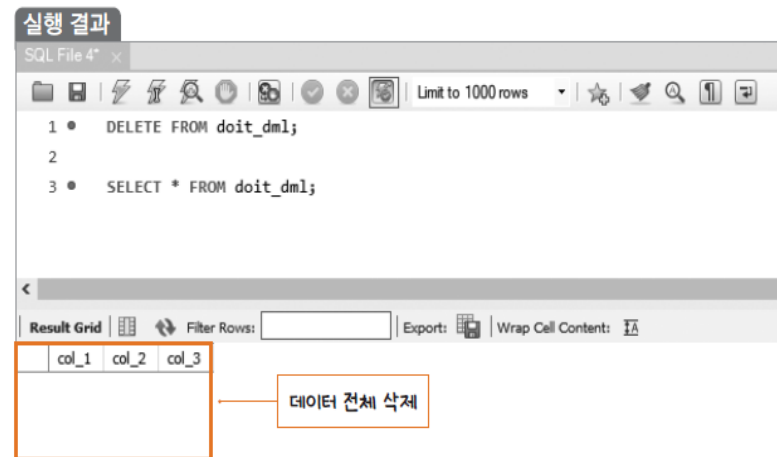 실행 결과
SQL File 4* ×
Limit to 1000 rows
1 DELETE FROM doit_dml;
2
3 SELECT * FROM doit_dml;
Result Grid Filter Rows: Export: Wrap Cell Content: IA
col_1 col_2 col_3
데이터 전체 삭제